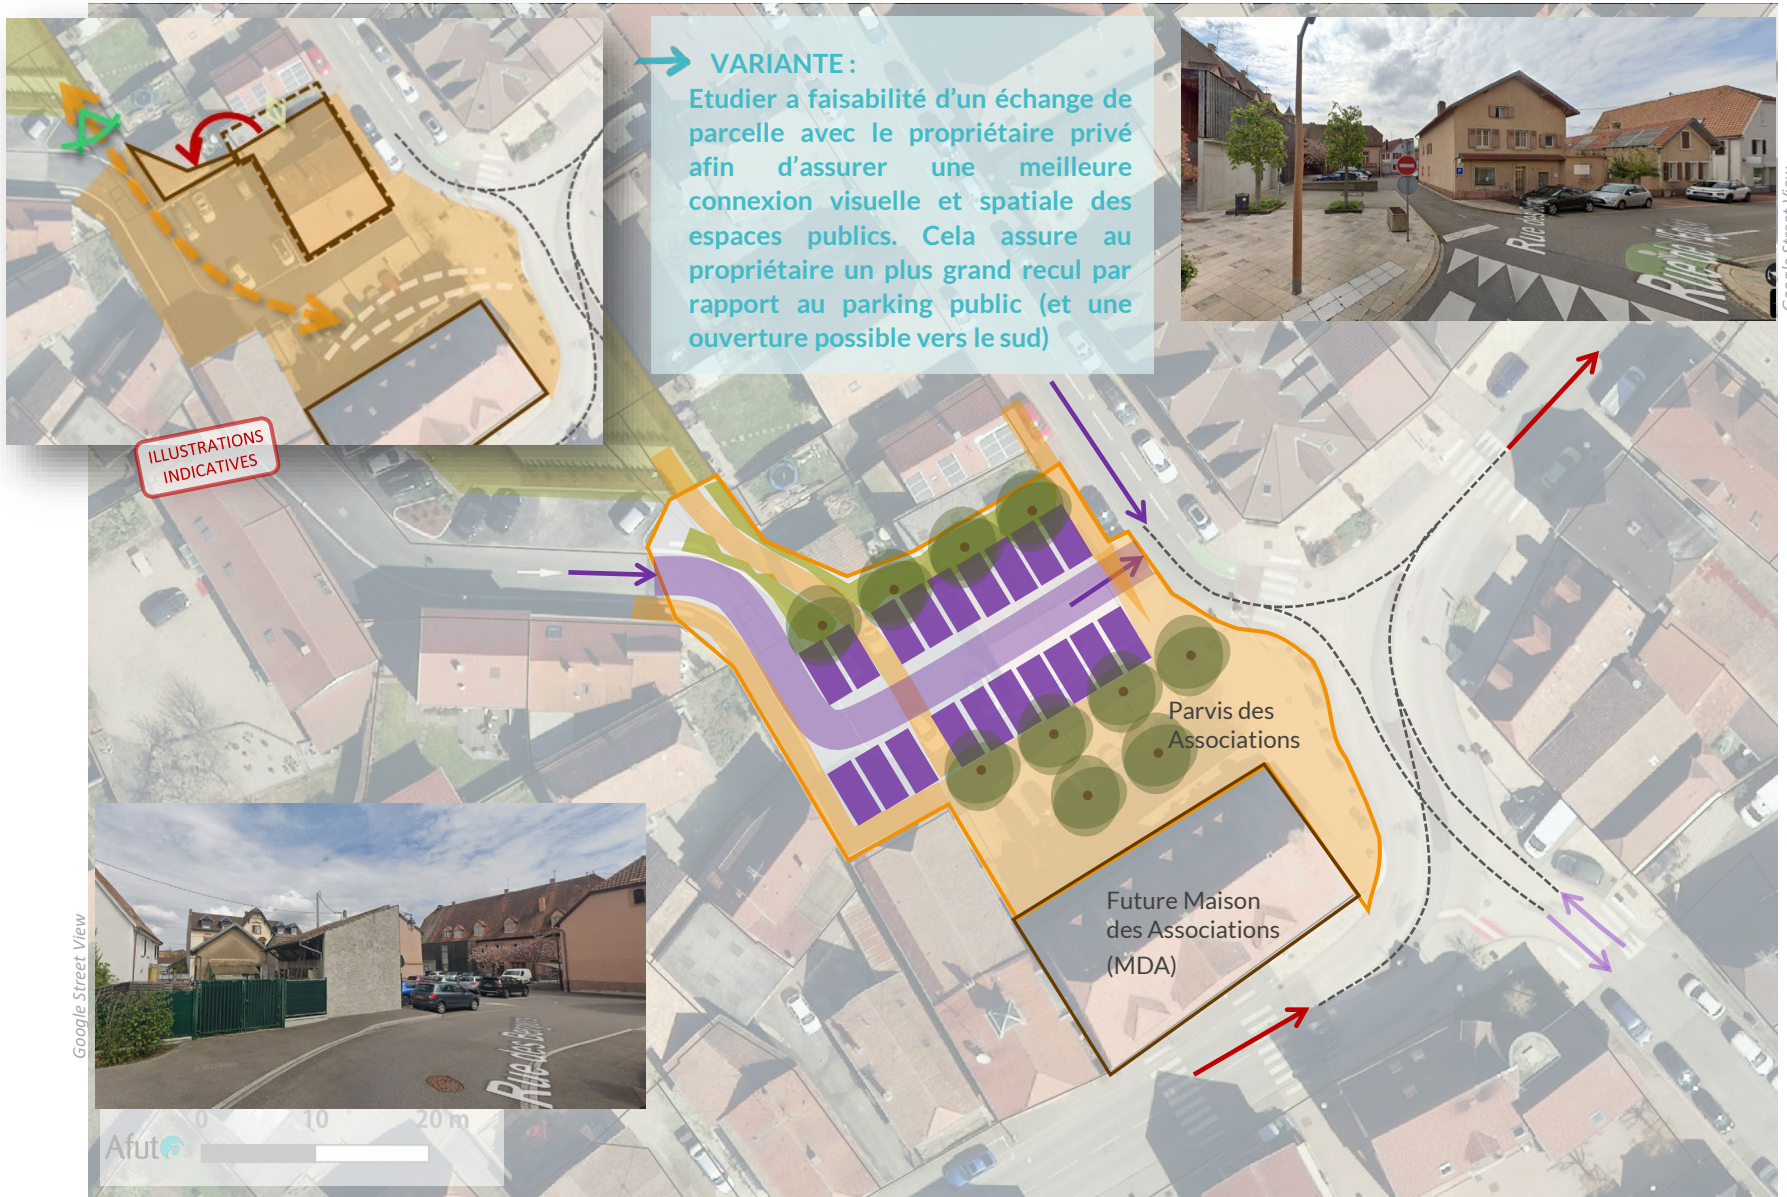 VARIANTE :
Etudier a faisabilité d'un échange de
parcelle avec le propriétaire privé
afin d'assurer une meilleure
connexion visuelle et spatiale des
espaces publics. Cela assure au
propriétaire un plus grand recul par
rapport au parking public (et une
ouverture possible vers le sud)
ILLUSTRATIONS
INDICATIVES
Parvis des
Associations
Future Maison
des Associations
(MDA)
Google Street View
Rue des
0 10 20 m
Afut